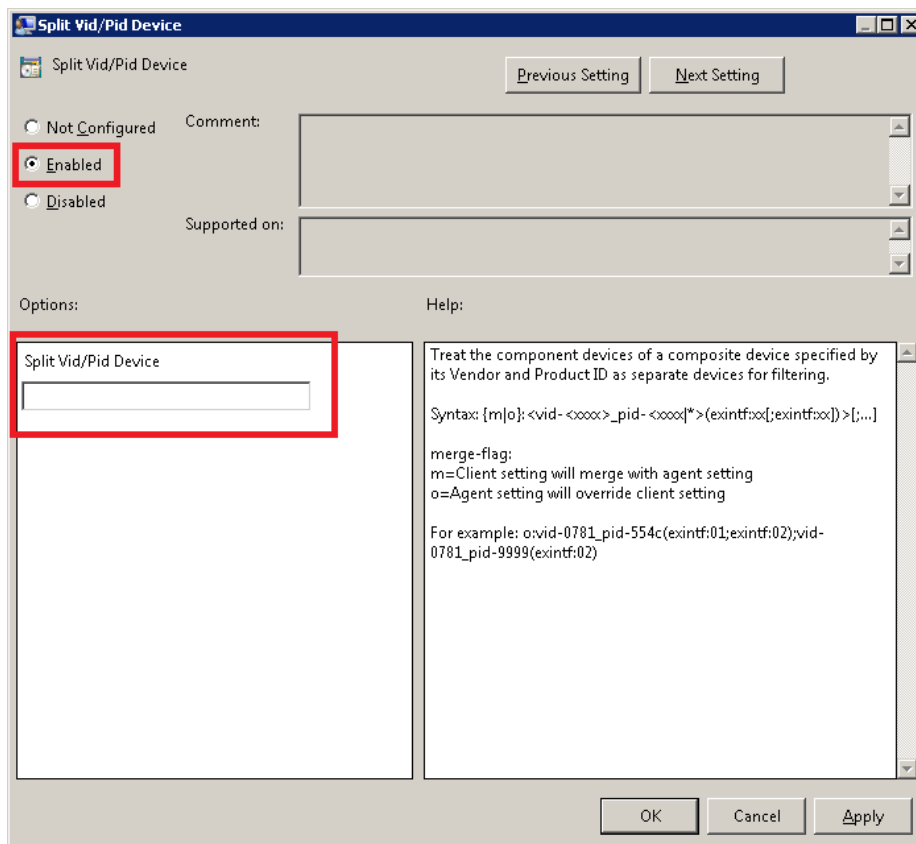 Split Vid/Pid Device
Split Vid/Pid Device
Previous Setting
Next Setting
Not Configured
Comment:
Enabled
Disabled
Supported on:
Options:
Help:
Split Vid/Pid Device
Treat the component devices of a composite device specified by
its Vendor and Product ID as separate devices for filtering.
Syntax: {m|o}:<vid-<xxxx>_pid-<xxxx|*>(exintf:xx[;exintf:xx])>[;...]
merge-flag:
m=Client setting will merge with agent setting
o=Agent setting will override client setting
For example: o:vid-0781_pid-554c(exintf:01;exintf:02);vid-
0781_pid-9999(exintf:02)
OK
Cancel
Apply